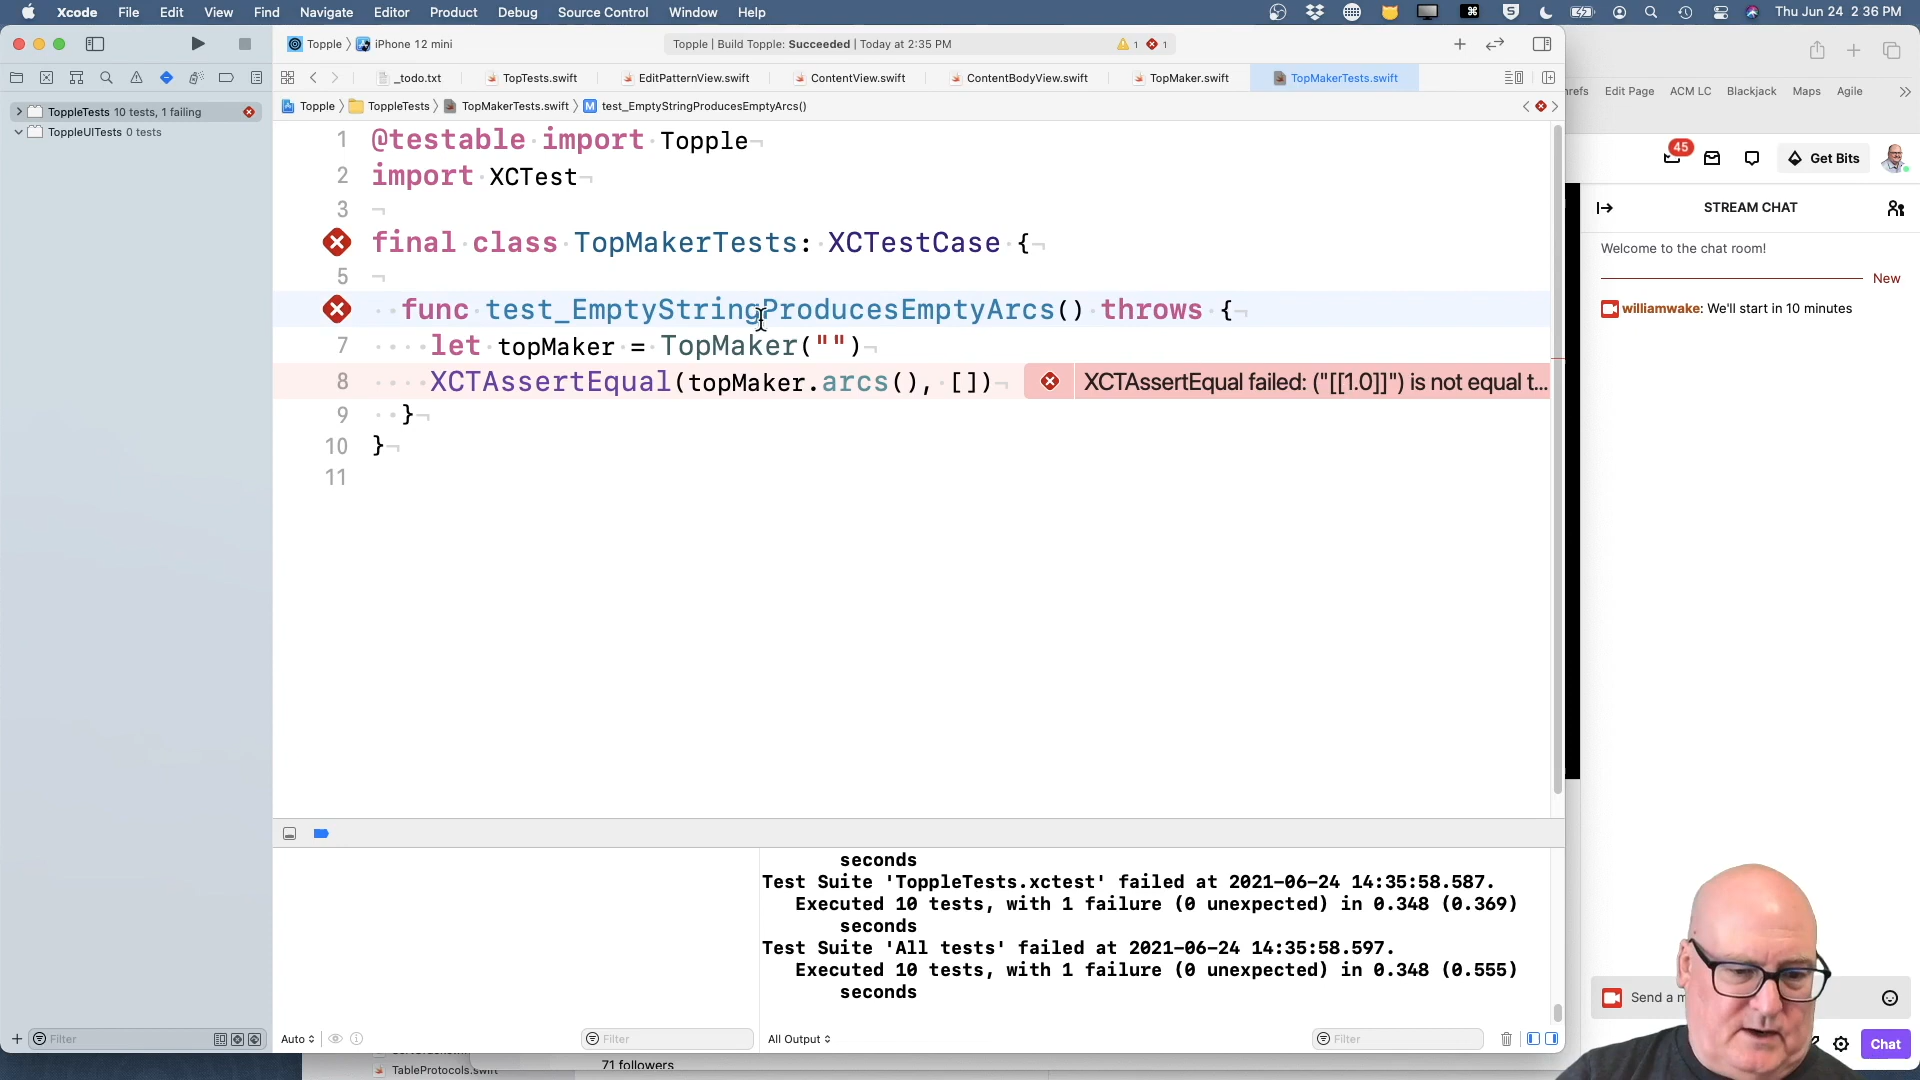 Xcode File Edit View Find Navigate Editor Product Debug Source Control Window Help Thu Jun 24 2 36 PM
Topple iPhone 12 mini Topple | Build Topple: Succeeded | Today at 2:35 PM 1 1
_todo.txt TopTests.swift EditPatternView.swift ContentView.swift ContentBodyView.swift TopMaker.swift TopMakerTests.swift
Edit Page ACM LC Blackjack Maps Agile
Topple ToppleTests TopMakerTests.swift M test_EmptyStringProducesEmptyArcs()
ToppleTests 10 tests, 1 failing
ToppleUITests 0 tests
1 @testable import Topple
2 import XCTest
3
final class TopMakerTests: XCTestCase {
5
func test_EmptyStringProducesEmptyArcs() throws {
7 let topMaker = TopMaker("")
8 XCTAssertEqual(topMaker.arcs(), []) XCTAssertEqual failed: ("[[1.0]]") is not equal t...
9 }
10 }
11
45 Get Bits
STREAM CHAT
Welcome to the chat room!
New
williamwake: We'll start in 10 minutes
seconds
Test Suite 'ToppleTests.xctest' failed at 2021-06-24 14:35:58.587.
Executed 10 tests, with 1 failure (0 unexpected) in 0.348 (0.369)
seconds
Test Suite 'All tests' failed at 2021-06-24 14:35:58.597.
Executed 10 tests, with 1 failure (0 unexpected) in 0.348 (0.555)
seconds
Filter Auto Filter All Output Filter
Send a
Chat
71 followers
TableProtocols.swift